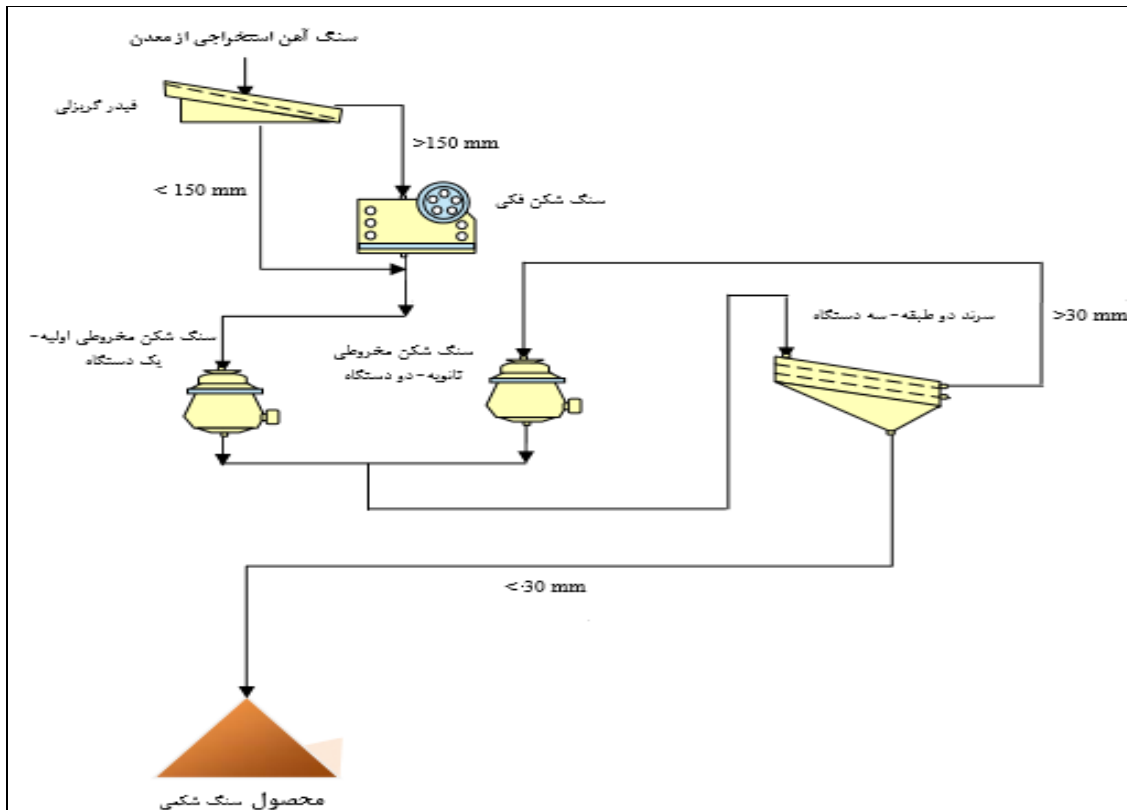 سنگ آهن استخراجی از معدن
فیدر گریزلی
>150 mm
< 150 mm
سنگ شکن فکی
سنگ شکن مخروطی اولیه-
یک دستگاه
سنگ شکن مخروطی
ثانویه-دو دستگاه
سرند دو طبقه- سه دستگاه
>30 mm
<30 mm
محصول سنگ شکنی